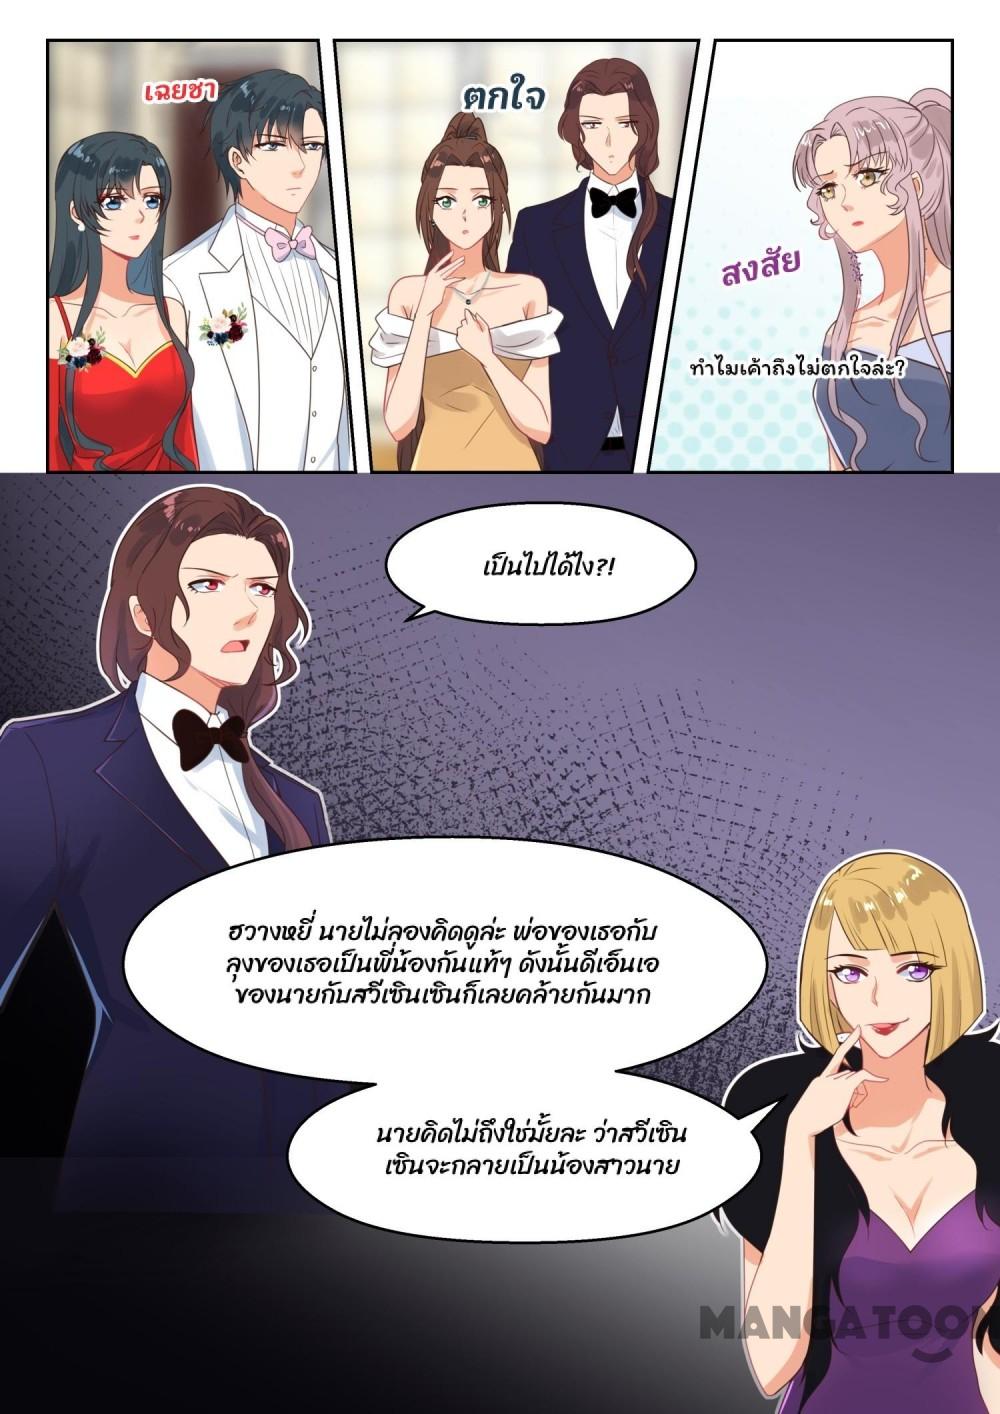 เฉยชา
ตกใจ
สงสัย
ทำไมเค้าถึงไม่ตกใจล่ะ?
เป็นไปได้ไง?!
ฮวางหยี่ นายไม่ลองคิดดูล่ะ พ่อของเธอกับ
ลุงของเธอเป็นพี่น้องกันแท้ๆ ดังนั้นดีเอ็นเอ
ของนายกับสวีเซินเซินก็เลยคล้ายกันมาก
นายคิดไม่ถึงใช่มั้ยละ ว่าสวีเซิน
เซินจะกลายเป็นน้องสาวนาย
MANGATOON